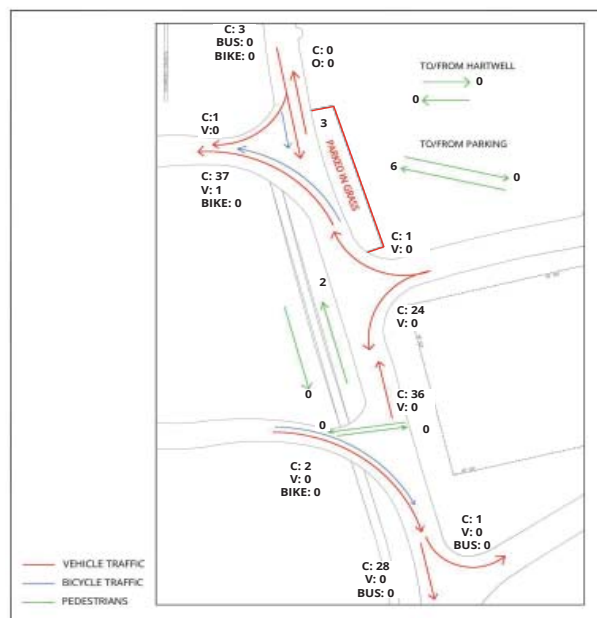 C: 3
BUS: 0
BIKE: 0
C: 0
O: 0
TO/FROM HARTWELL
0
0
C:1
V:0
3
PARKED IN GRASS
TO/FROM PARKING
6
0
C: 37
V: 1
BIKE: 0
C: 1
V: 0
2
C: 24
V: 0
0
C: 36
V: 0
0
0
C: 2
V: 0
BIKE: 0
C: 1
V: 0
BUS: 0
C: 28
V: 0
BUS: 0
VEHICLE TRAFFIC
BICYCLE TRAFFIC
PEDESTRIANS